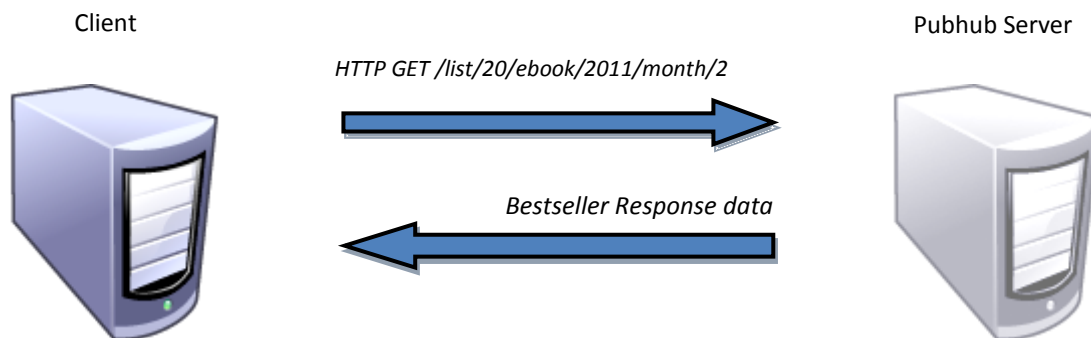 Client
Pubhub Server
HTTP GET /list/20/ebook/2011/month/2
Bestseller Response data